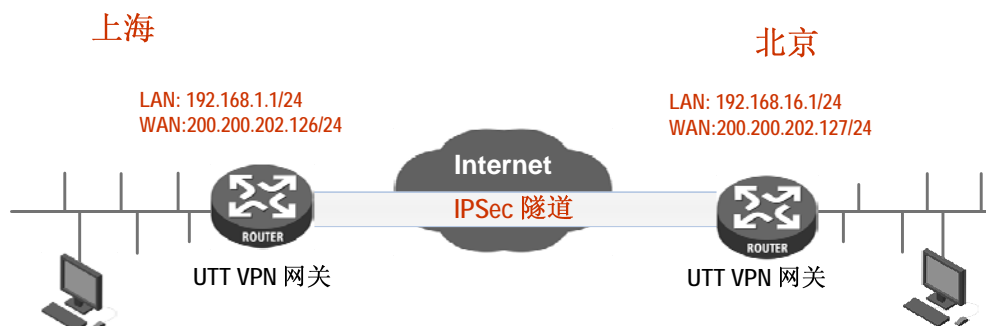 上海
北京
LAN: 192.168.1.1/24
WAN:200.200.202.126/24
LAN: 192.168.16.1/24
WAN:200.200.202.127/24
Internet
IPSec 隧道
ROUTER
ROUTER
UTT VPN 网关
UTT VPN 网关